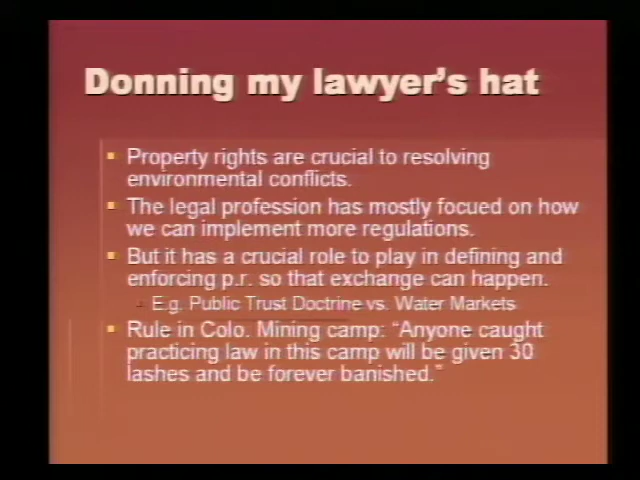 Donning my lawyer's hat
Property rights are crucial to resolving
environmental conflicts.
The legal profession has mostly focused on how
we can implement more regulations.
But it has a crucial role to play in defining and
enforcing p.r. so that exchange can happen.
E.g. Public Trust Doctrine vs. Water Markets
Rule in Colo. Mining camp: “Anyone caught
practicing law in this camp will be given 30
lashes and be forever banished.”